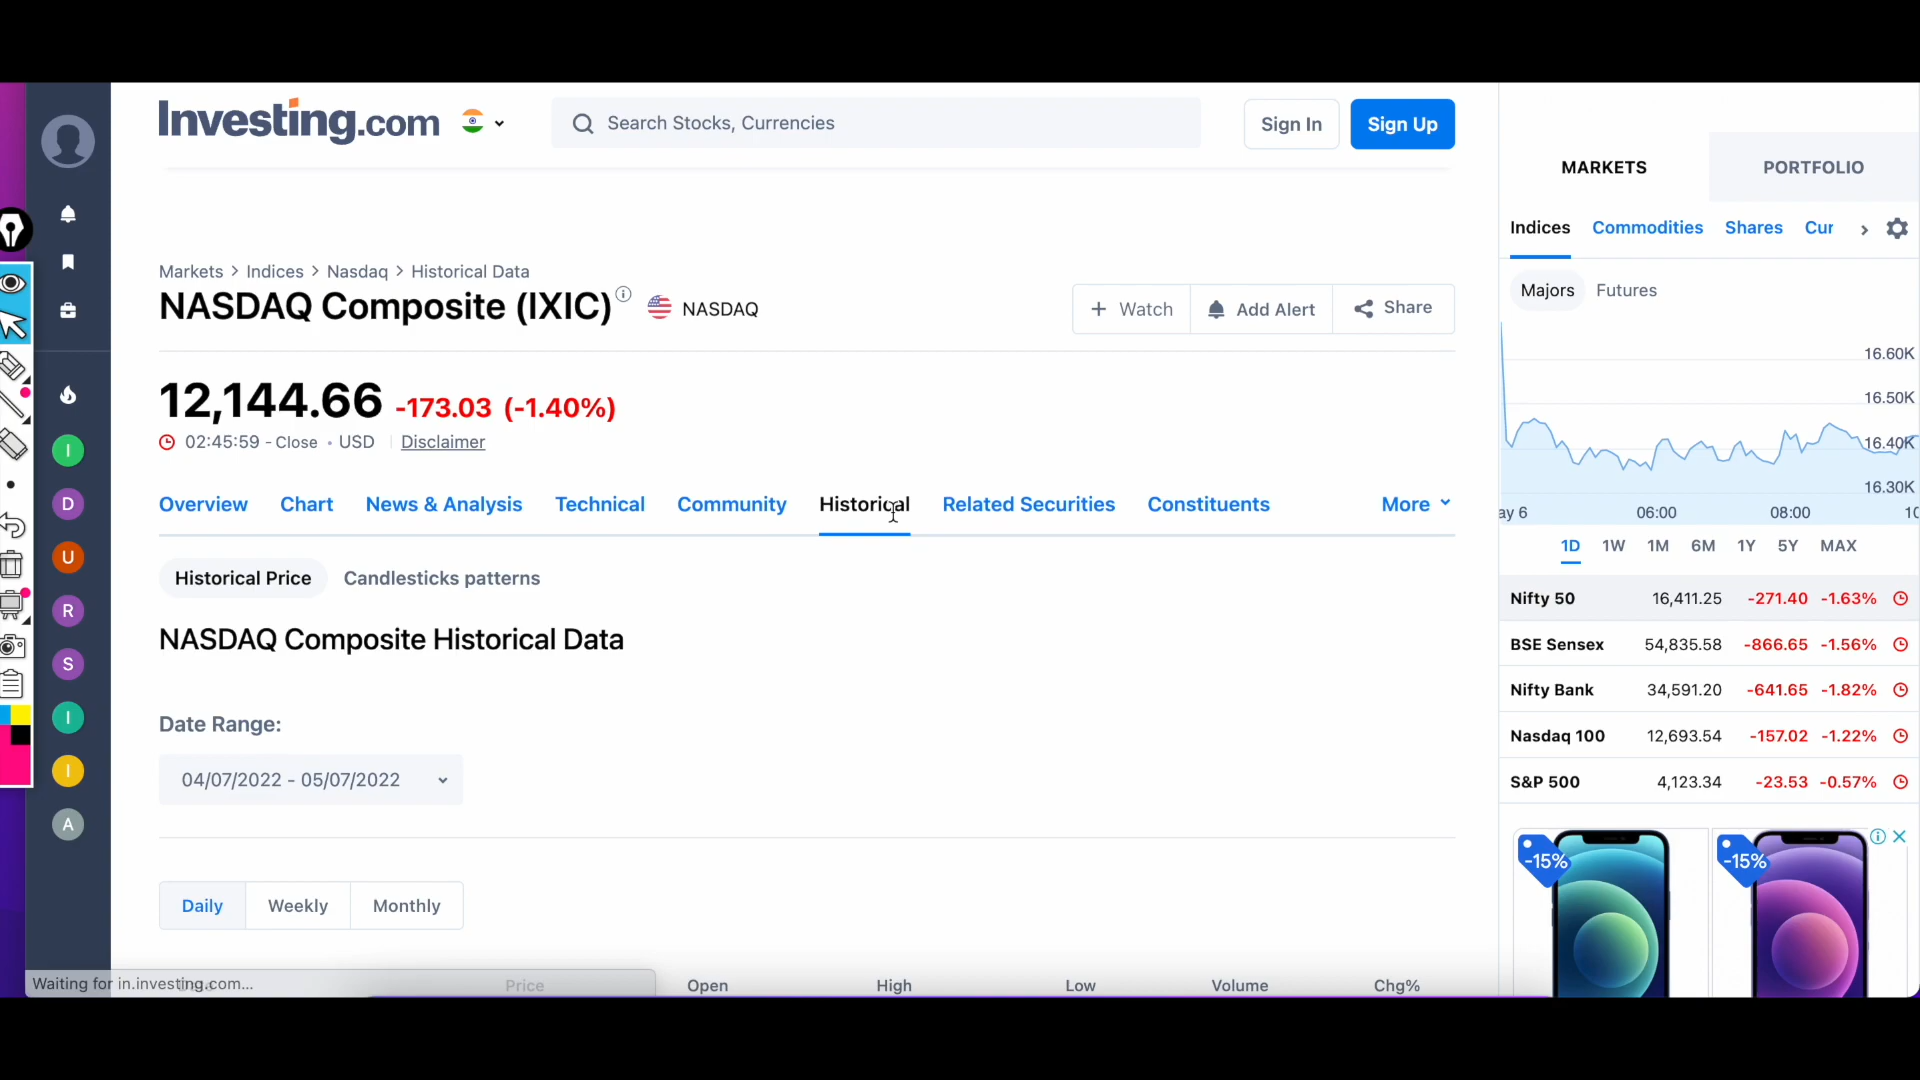 Investing.com
Search Stocks, Currencies
Sign In
Sign Up
MARKETS
PORTFOLIO
Indices Commodities Shares Cur
Majors Futures
Markets > Indices > Nasdaq > Historical Data
NASDAQ Composite (IXIC)
NASDAQ
+ Watch
Add Alert
Share
12,144.66 -173.03 (-1.40%)
02:45:59 - Close • USD
Disclaimer
Overview Chart News & Analysis Technical Community Historical Related Securities Constituents More
Historical Price Candlesticks patterns
NASDAQ Composite Historical Data
Date Range:
04/07/2022 - 05/07/2022
Daily Weekly Monthly
Price Open High Low Volume Chg%
Waiting for in.investing.com...
16.60K
16.50K
16.40K
16.30K
ay 6 06:00 08:00 10
1D 1W 1M 6M 1Y 5Y MAX
Nifty 50 16,411.25 -271.40 -1.63%
BSE Sensex 54,835.58 -866.65 -1.56%
Nifty Bank 34,591.20 -641.65 -1.82%
Nasdaq 100 12,693.54 -157.02 -1.22%
S&P 500 4,123.34 -23.53 -0.57%
-15%
-15%
I
D
U
R
S
I
I
A